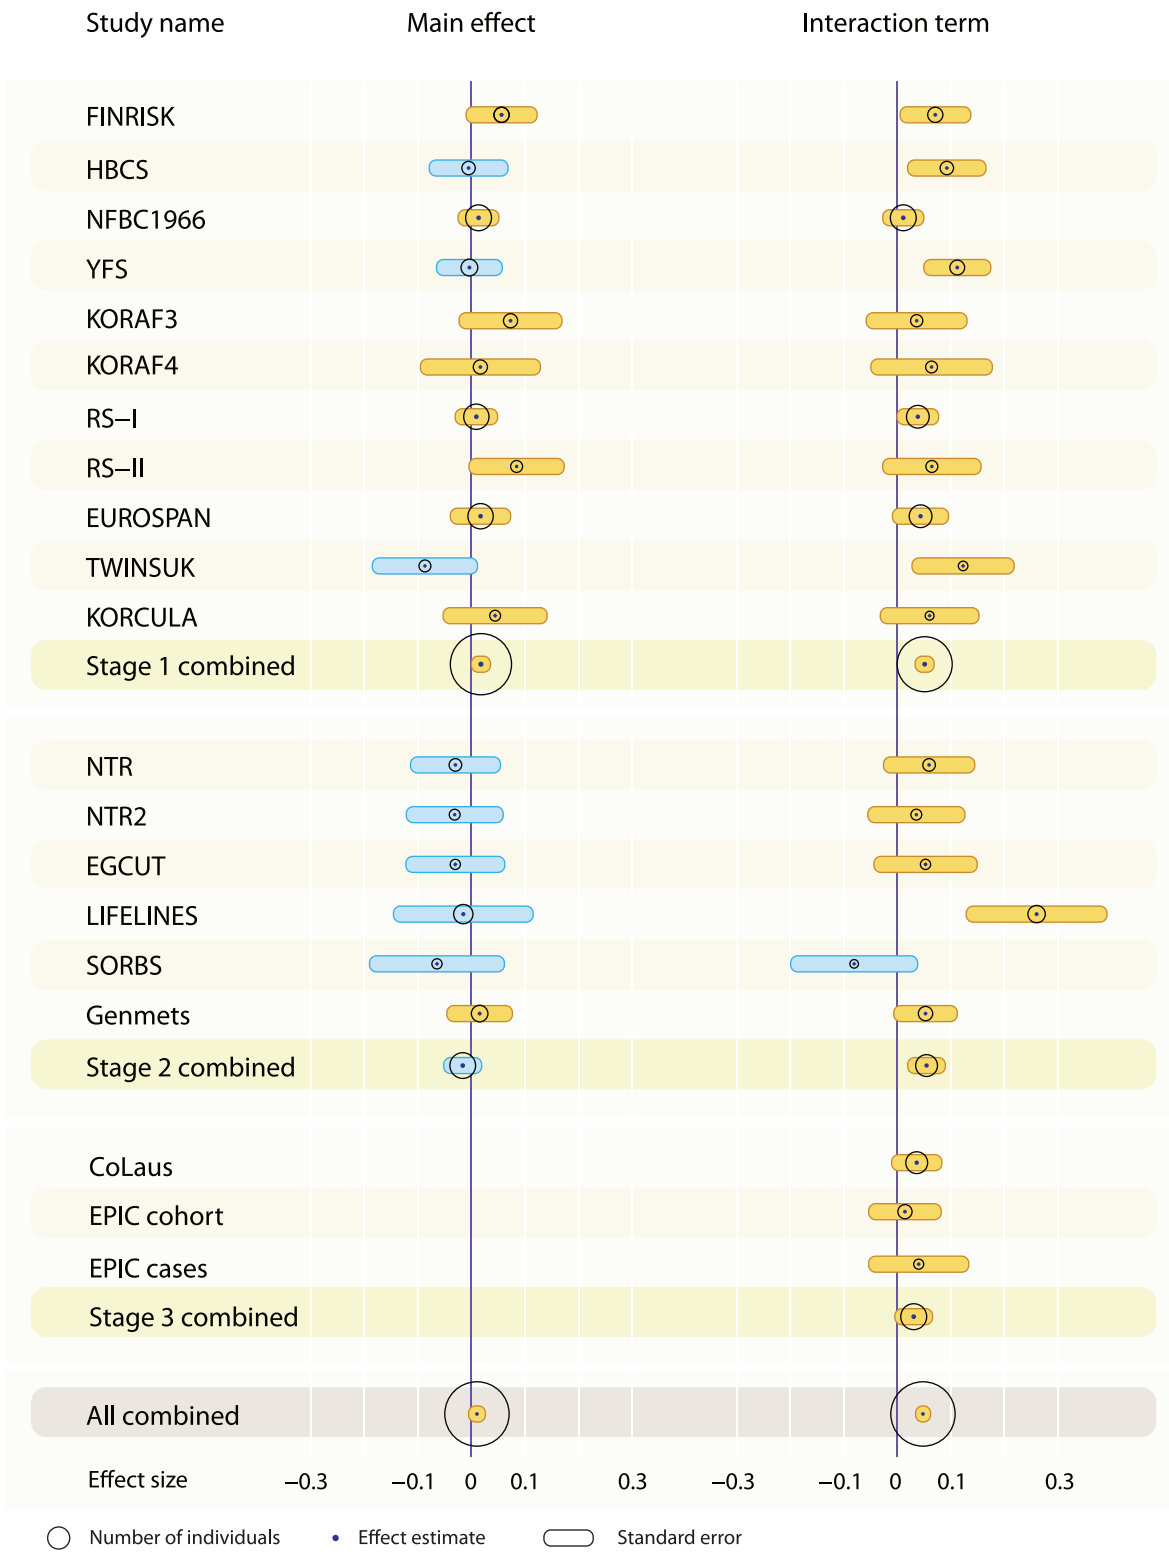 Study name Main effect Interaction term
FINRISK
HBCS
NFBC1966
YFS
KORAF3
KORAF4
RS–I
RS–II
EUROSPAN
TWINSUK
KORCULA
Stage 1 combined
NTR
NTR2
EGCUT
LIFELINES
SORBS
Genmets
Stage 2 combined
CoLaus
EPIC cohort
EPIC cases
Stage 3 combined
All combined
Effect size –0.3 –0.1 0 0.1 0.3 –0.3 –0.1 0 0.1 0.3
Number of individuals Effect estimate Standard error